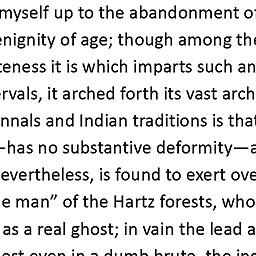 myself up to the abandonment of
enignity of age; though among the
teness it is which imparts such an
ervals, it arched forth its vast arch
nnals and Indian traditions is that
–has no substantive deformity—a
evertheless, is found to exert ove
e man” of the Hartz forests, who
as a real ghost; in vain the lead a
ost even in a dumb brute, the ins